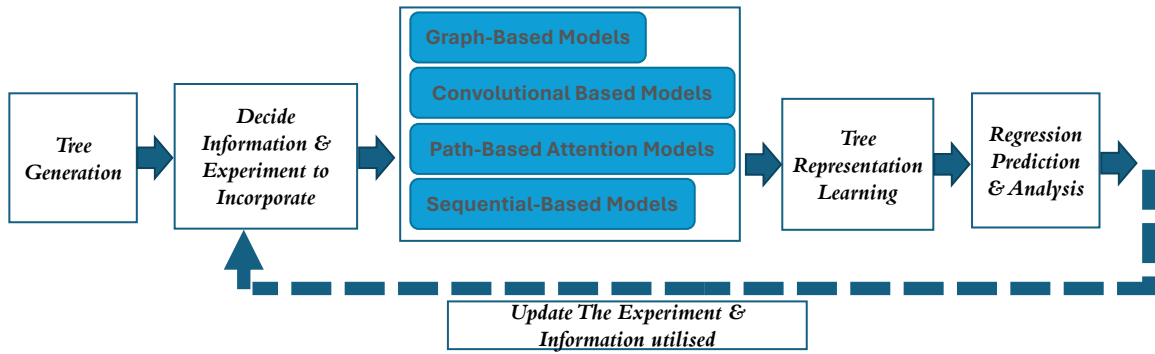 Tree
Generation
Decide
Information &
Experiment to
Incorporate
Graph-Based Models
Convolutional Based Models
Path-Based Attention Models
Sequential-Based Models
Tree
Representation
Learning
Regression
Prediction
& Analysis
Update The Experiment &
Information utilised